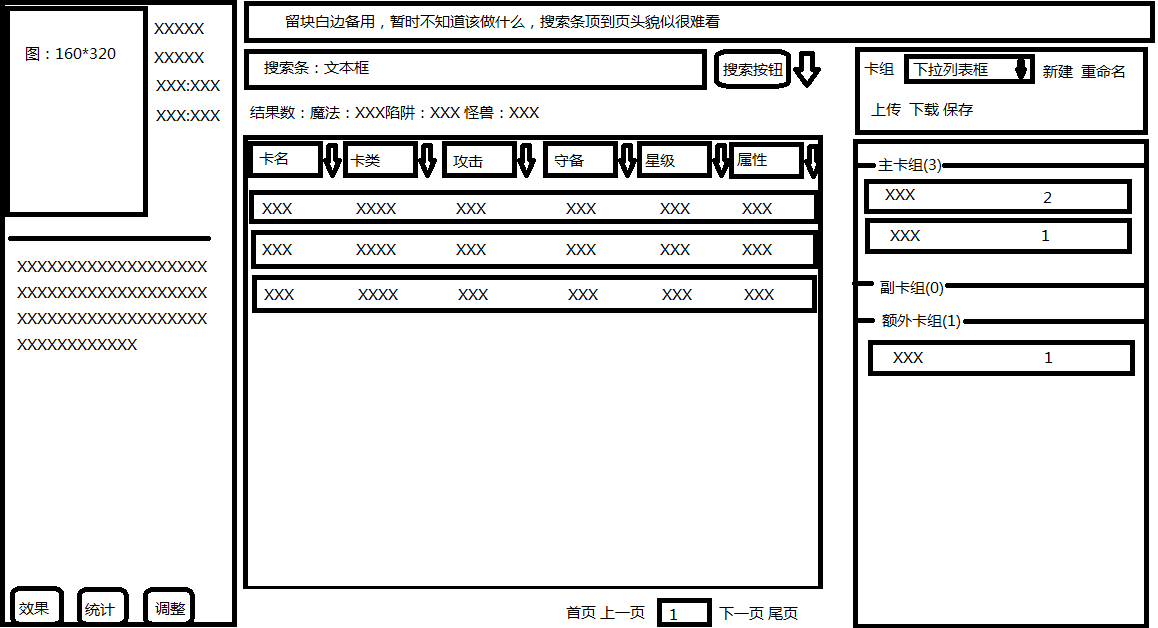 图：160*320
XXXXX
XXXXX
XXX:XXX
XXX:XXX
XXXXXXXXXXXXXXXXXXX
XXXXXXXXXXXXXXXXXXX
XXXXXXXXXXXXXXXXXXX
XXXXXXXXXXXX
效果 统计 调整
留块白边备用，暂时不知道该做什么，搜索条顶到页头貌似很难看
搜索条：文本框 搜索按钮
结果数：魔法：XXX陷阱：XXX 怪兽：XXX
卡名 卡类 攻击 守备 星级 属性
XXX XXXX XXX XXX XXX XXX
XXX XXXX XXX XXX XXX XXX
XXX XXXX XXX XXX XXX XXX
首页 上一页 1 下一页 尾页
卡组 下拉列表框 新建 重命名
上传 下载 保存
主卡组(3)
XXX 2
XXX 1
副卡组(0)
额外卡组(1)
XXX 1